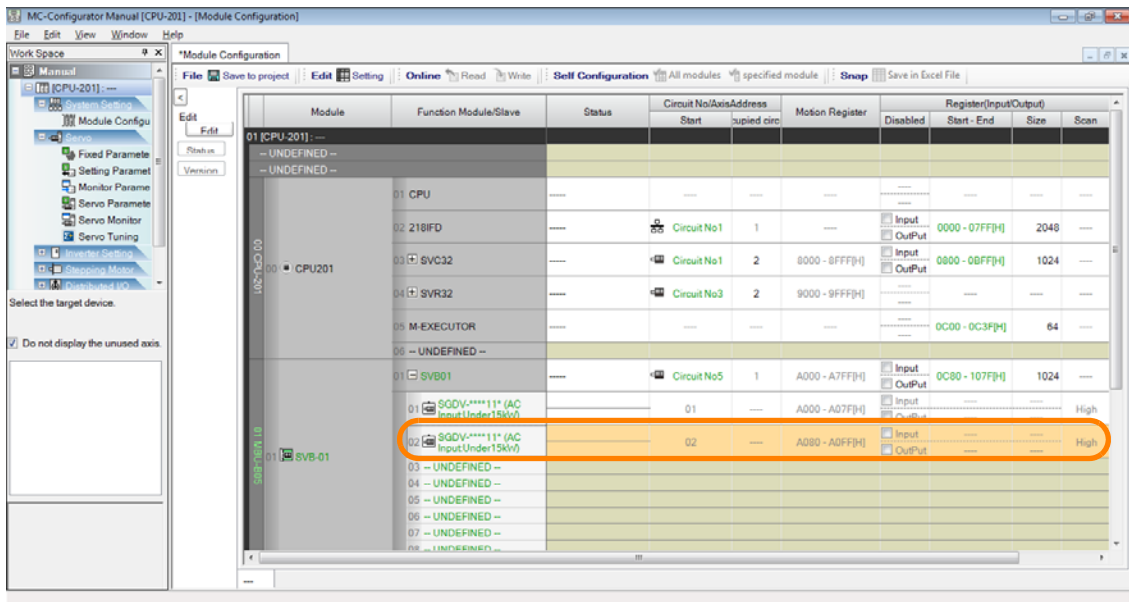 MC-Configurator Manual [CPU-201] - [Module Configuration]
File Edit View Window Help
Work Space
*Module Configuration
Manual
File Save to project Edit Setting Online Read Write Self Configuration All modules specified module Snap Save in Excel File
[CPU-201] : ---
System Setting
Module Configu
Servo
Fixed Paramete
Setting Paramet
Monitor Parame
Servo Paramete
Servo Monitor
Servo Tuning
Inverter Setting
Stepping Motor
Distributed I/O
Select the target device.
Do not display the unused axis.
<
Edit
Edit
Status
Version
Module Function Module/Slave Status Circuit No/AxisAddress Motion Register Register(Input/Output)
Start cupied circ Disabled Start - End Size Scan
01 [CPU-201] : ---
-- UNDEFINED --
-- UNDEFINED --
00 CPU-201
00 CPU201
01 CPU ----- ---- ---- ---- ---- ---- ---- ----
02 218IFD ----- Circuit No1 1 ---- Input OutPut 0000 - 07FF[H] 2048 ----
03 SVC32 ----- Circuit No1 2 8000 - 8FFF[H] Input OutPut 0800 - 0BFF[H] 1024 ----
04 SVR32 ----- Circuit No3 2 9000 - 9FFF[H] ---- ---- ---- ----
05 M-EXECUTOR ----- ---- ---- ---- ---- 0C00 - 0C3F[H] 64 ----
06 -- UNDEFINED --
01 SVB-01
01 SVB01 ----- Circuit No5 1 A000 - A7FF[H] Input OutPut 0C80 - 107F[H] 1024 ----
01 SGDV-****11* (AC Input:Under15kW) 01 ---- A000 - A07F[H] Input OutPut ---- ---- High
02 SGDV-****11* (AC Input:Under15kW) 02 ---- A080 - A0FF[H] Input OutPut ---- ---- High
03 -- UNDEFINED --
04 -- UNDEFINED --
05 -- UNDEFINED --
06 -- UNDEFINED --
07 -- UNDEFINED --
08 -- UNDEFINED --
---